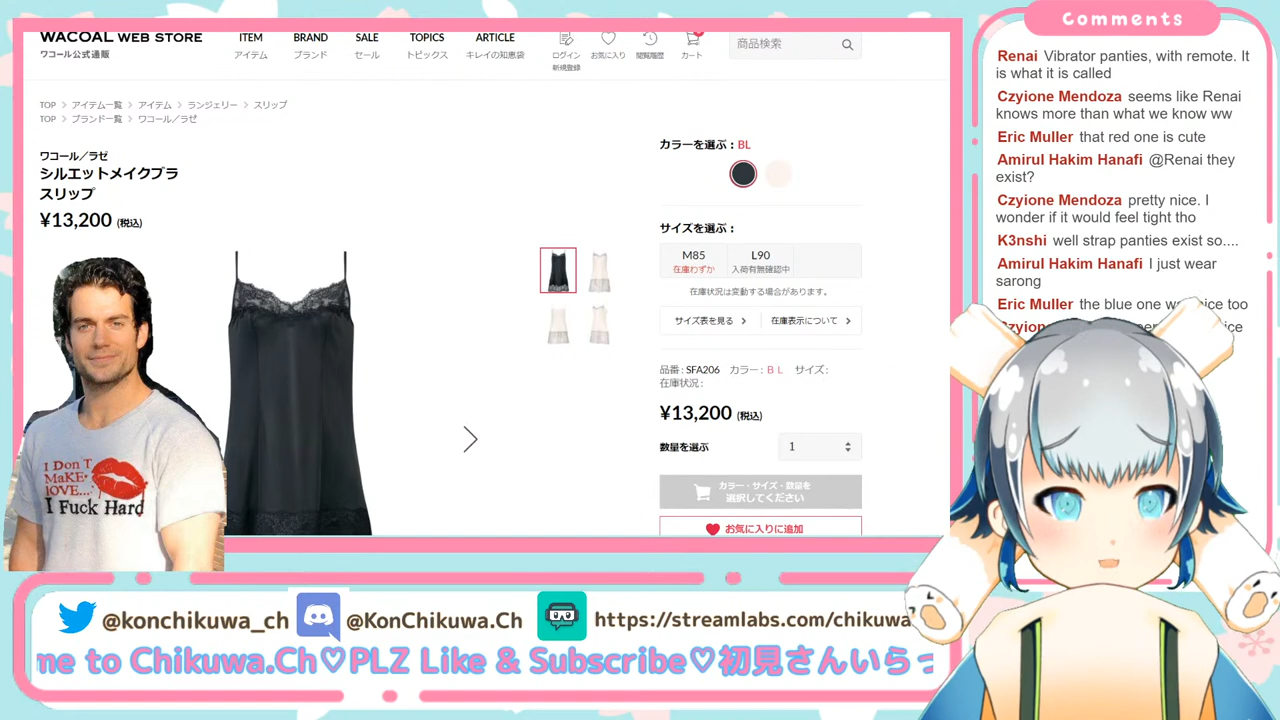 WACOAL WEB STORE
ワコール公式通販
ITEM
アイテム
BRAND
ブランド
SALE
セール
TOPICS
トピックス
ARTICLE
キレイの知恵袋
ログイン
新規登録
お気に入り
閲覧履歴
カート
商品検索
TOP > アイテム一覧 > アイテム > ランジェリー > スリップ
TOP > ブランド一覧 > ワコール／ラゼ
ワコール／ラゼ
シルエットメイクブラ
スリップ
¥13,200 (税込)
カラーを選ぶ：BL
サイズを選ぶ：
M85
在庫わずか
L90
入荷有無確認中
在庫状況は変動する場合があります。
サイズ表を見る
在庫表示について
品番：SFA206 カラー：ＢＬ サイズ：
在庫状況：
¥13,200 (税込)
数量を選ぶ
1
カラー・サイズ・数量を
選択してください
お気に入りに追加
I DON'T
MaKE
LOVE...
I Fuck Hard
Comments
Renai Vibrator panties, with remote. It
is what it is called
Czyione Mendoza seems like Renai
knows more than what we know ww
Eric Muller that red one is cute
Amirul Hakim Hanafi @Renai they
exist?
Czyione Mendoza pretty nice. I
wonder if it would feel tight tho
K3nshi well strap panties exist so....
Amirul Hakim Hanafi I just wear
sarong
Eric Muller the blue one was nice too
@konchikuwa_ch
@KonChikuwa.Ch
https://streamlabs.com/chikuwa
me to Chikuwa.Ch♡PLZ Like & Subscribe♡初見さんいらっ